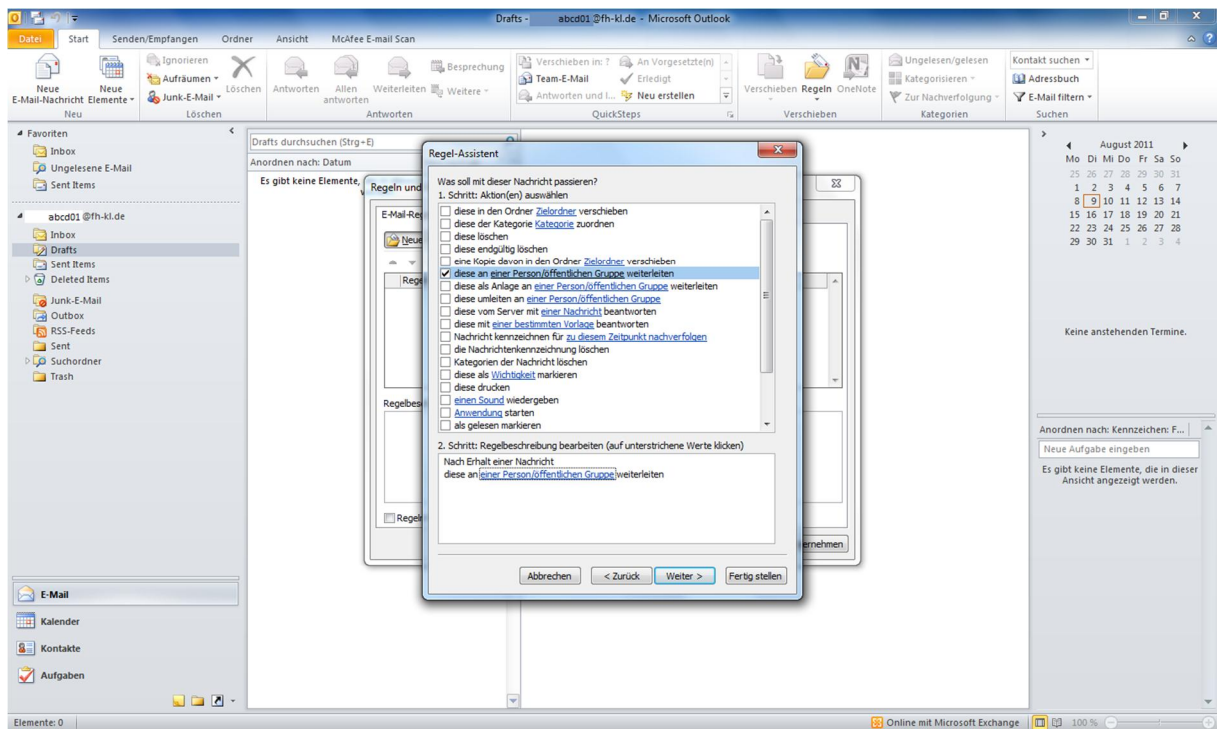 Drafts - abcd01 @fh-kl.de - Microsoft Outlook
Datei Start Senden/Empfangen Ordner Ansicht McAfee E-mail Scan
Neue E-Mail-Nachricht
Neue Elemente
Neu
Ignorieren
Aufräumen
Junk-E-Mail
Löschen
Löschen
Antworten
Allen antworten
Weiterleiten
Besprechung
Weitere
Antworten
Verschieben in: ?
Team-E-Mail
Antworten und l...
An Vorgesetzte(n)
Erledigt
Neu erstellen
QuickSteps
Verschieben
Regeln
OneNote
Verschieben
Ungelesen/gelesen
Kategorisieren
Zur Nachverfolgung
Kategorien
Kontakt suchen
Adressbuch
E-Mail filtern
Suchen
Favoriten
Inbox
Ungelesene E-Mail
Sent Items
abcd01 @fh-kl.de
Inbox
Drafts
Sent Items
Deleted Items
Junk-E-Mail
Outbox
RSS-Feeds
Sent
Suchordner
Trash
E-Mail
Kalender
Kontakte
Aufgaben
Drafts durchsuchen (Strg+E)
Anordnen nach: Datum
Es gibt keine Elemente,
Regeln und
E-Mail-Reg
Neue
Rege
Regelbes
Regeln
ernehmen
Regel-Assistent
Was soll mit dieser Nachricht passieren?
1. Schritt: Aktion(en) auswählen
diese in den Ordner Zielordner verschieben
diese der Kategorie Kategorie zuordnen
diese löschen
diese endgültig löschen
eine Kopie davon in den Ordner Zielordner verschieben
diese an einer Person/öffentlichen Gruppe weiterleiten
diese als Anlage an einer Person/öffentlichen Gruppe weiterleiten
diese umleiten an einer Person/öffentlichen Gruppe
diese vom Server mit einer Nachricht beantworten
diese mit einer bestimmten Vorlage beantworten
Nachricht kennzeichnen für zu diesem Zeitpunkt nachverfolgen
die Nachrichtenkennzeichnung löschen
Kategorien der Nachricht löschen
diese als Wichtigkeit markieren
diese drucken
einen Sound wiedergeben
Anwendung starten
als gelesen markieren
2. Schritt: Regelbeschreibung bearbeiten (auf unterstrichene Werte klicken)
Nach Erhalt einer Nachricht
diese an einer Person/öffentlichen Gruppe weiterleiten
Abbrechen < Zurück Weiter > Fertig stellen
August 2011
Mo Di Mi Do Fr Sa So
25 26 27 28 29 30 31
1 2 3 4 5 6 7
8 9 10 11 12 13 14
15 16 17 18 19 20 21
22 23 24 25 26 27 28
29 30 31 1 2 3 4
Keine anstehenden Termine.
Anordnen nach: Kennzeichen: F...
Neue Aufgabe eingeben
Es gibt keine Elemente, die in dieser
Ansicht angezeigt werden.
Elemente: 0
Online mit Microsoft Exchange
100 %